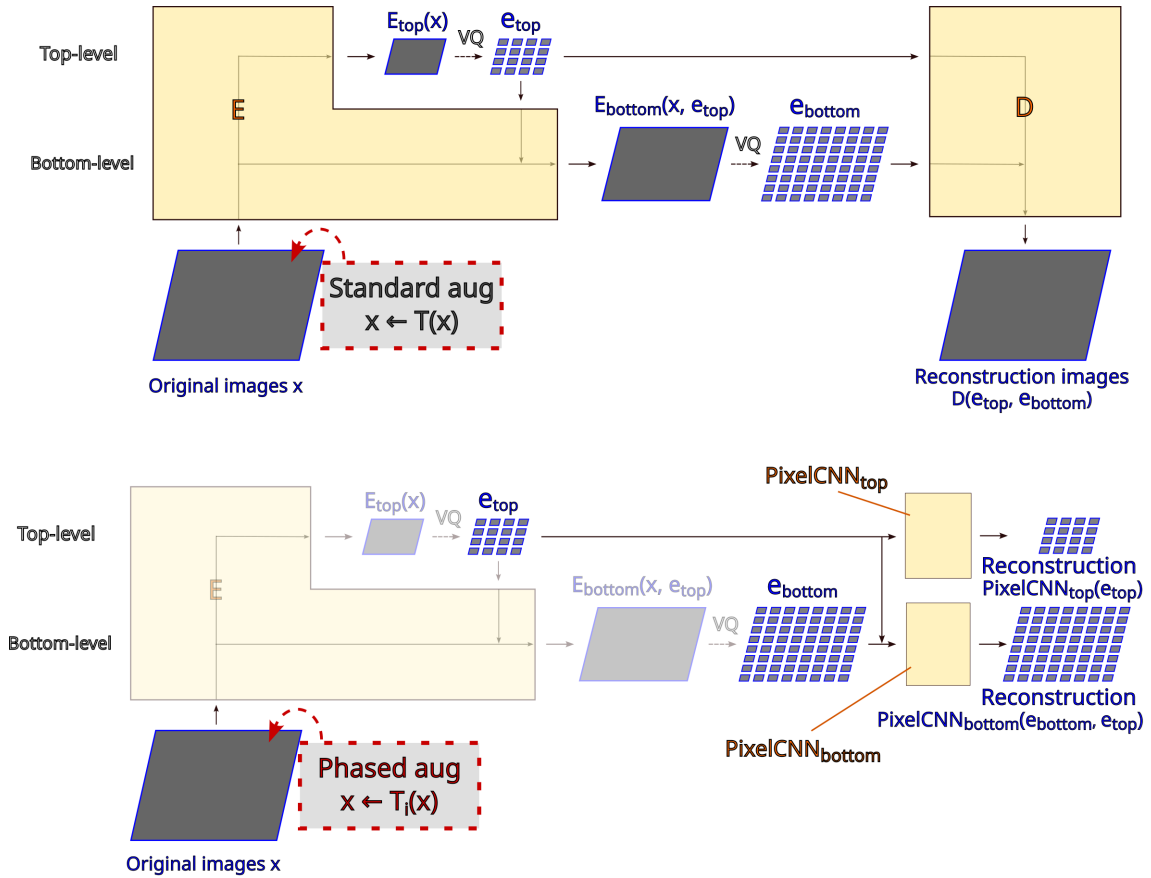 Top-level
E
E_top(x)
VQ
e_top
D
Bottom-level
E_bottom(x, e_top)
VQ
e_bottom
Standard aug
x ← T(x)
Original images x
Reconstruction images
D(e_top, e_bottom)
PixelCNN_top
Top-level
E
E_top(x)
VQ
e_top
Reconstruction
PixelCNN_top(e_top)
Bottom-level
E_bottom(x, e_top)
VQ
e_bottom
Reconstruction
PixelCNN_bottom(e_bottom, e_top)
PixelCNN_bottom
Phased aug
x ← T_i(x)
Original images x